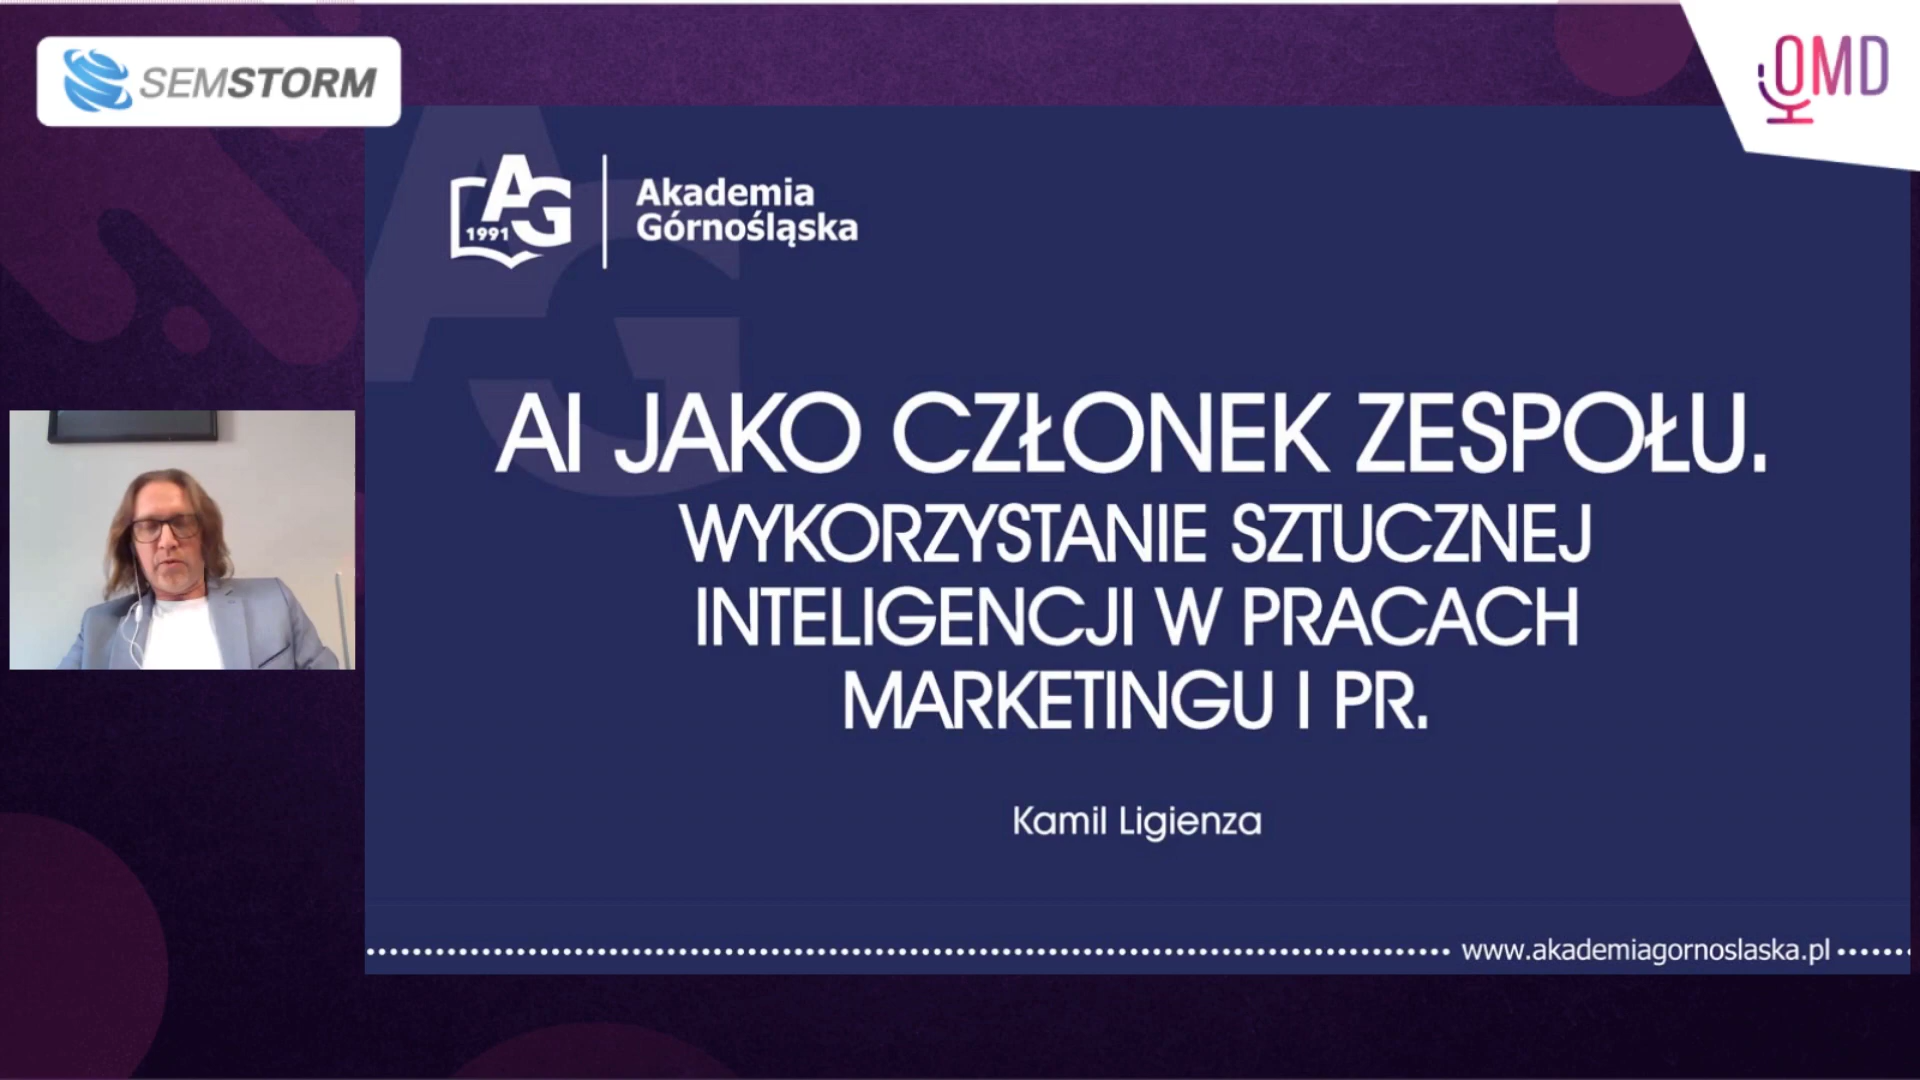 SEMSTORM
OMD
AG
1991
Akademia
Górnośląska
AI JAKO CZŁONEK ZESPOŁU.
WYKORZYSTANIE SZTUCZNEJ
INTELIGENCJI W PRACACH
MARKETINGU I PR.
Kamil Ligienza
www.akademiagornoslaska.pl